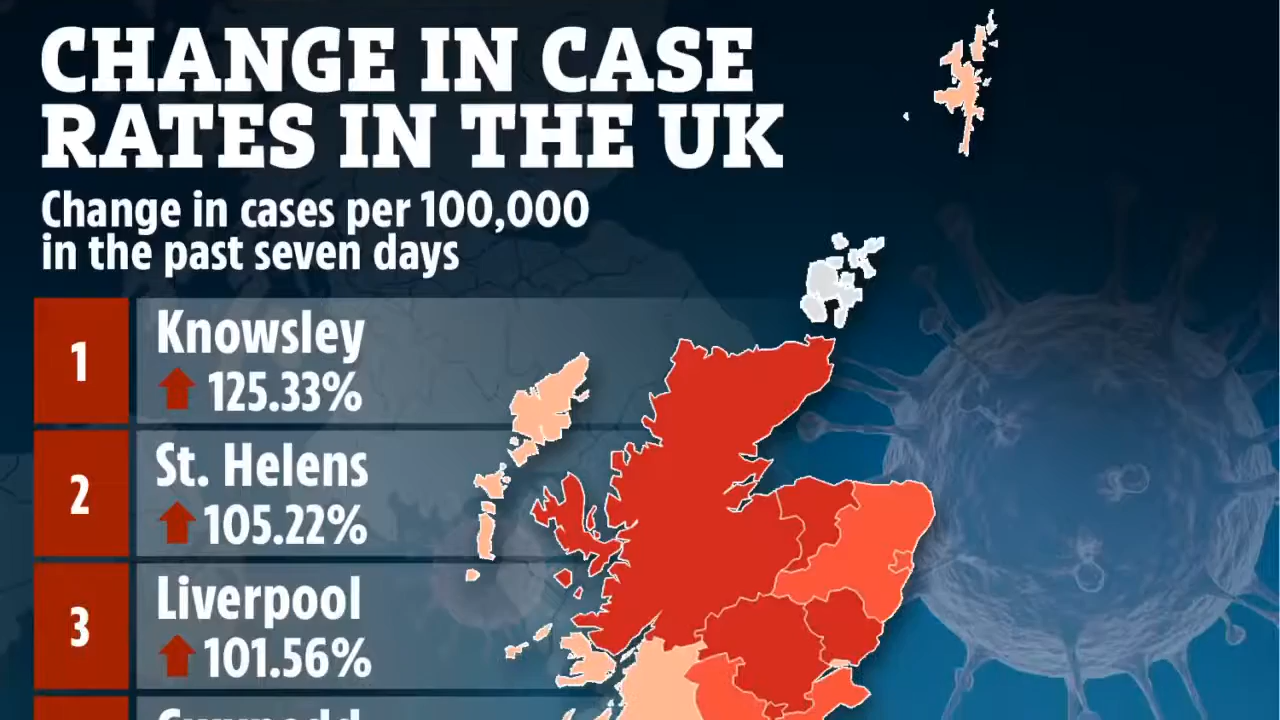 CHANGE IN CASE
RATES IN THE UK
Change in cases per 100,000
in the past seven days
1
Knowsley
125.33%
2
St. Helens
105.22%
3
Liverpool
101.56%